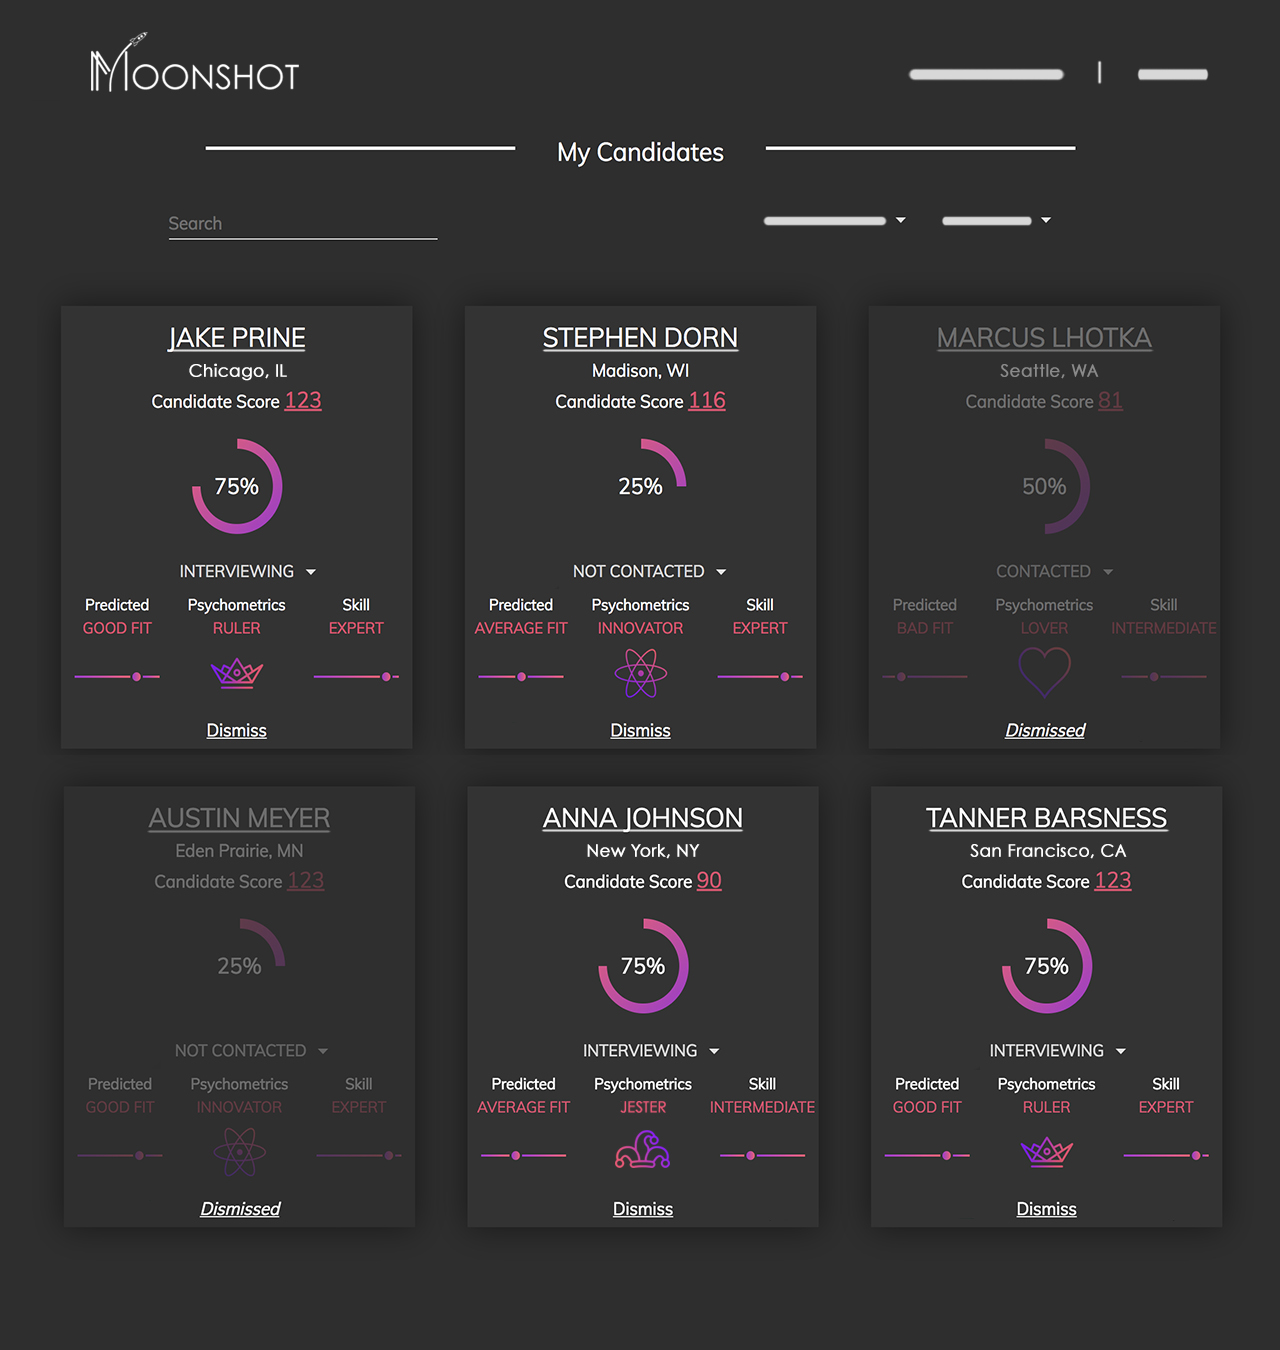 MOONSHOT
My Candidates
Search
JAKE PRINE
Chicago, IL
Candidate Score 123
75%
INTERVIEWING
Predicted Psychometrics Skill
GOOD FIT RULER EXPERT
Dismiss
STEPHEN DORN
Madison, WI
Candidate Score 116
25%
NOT CONTACTED
Predicted Psychometrics Skill
AVERAGE FIT INNOVATOR EXPERT
Dismiss
MARCUS LHOTKA
Seattle, WA
Candidate Score 81
50%
CONTACTED
Predicted Psychometrics Skill
BAD FIT LOVER INTERMEDIATE
Dismissed
AUSTIN MEYER
Eden Prairie, MN
Candidate Score 123
25%
NOT CONTACTED
Predicted Psychometrics Skill
GOOD FIT INNOVATOR EXPERT
Dismissed
ANNA JOHNSON
New York, NY
Candidate Score 90
75%
INTERVIEWING
Predicted Psychometrics Skill
AVERAGE FIT JESTER INTERMEDIATE
Dismiss
TANNER BARSNESS
San Francisco, CA
Candidate Score 123
75%
INTERVIEWING
Predicted Psychometrics Skill
GOOD FIT RULER EXPERT
Dismiss